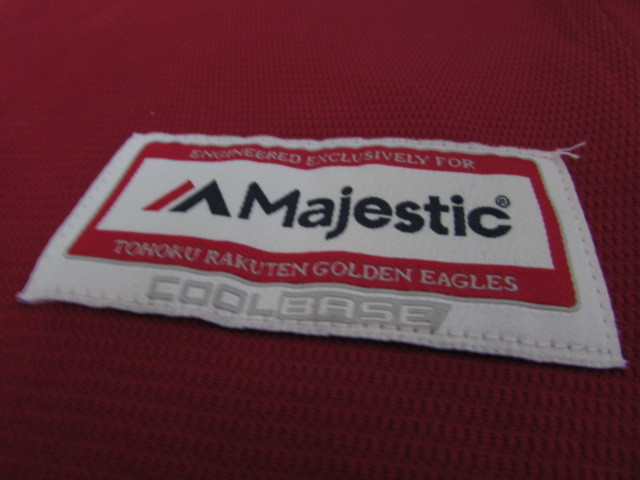 ENGINEERED EXCLUSIVELY FOR
Majestic®
TOHOKU RAKUTEN GOLDEN EAGLES
COOLBASE